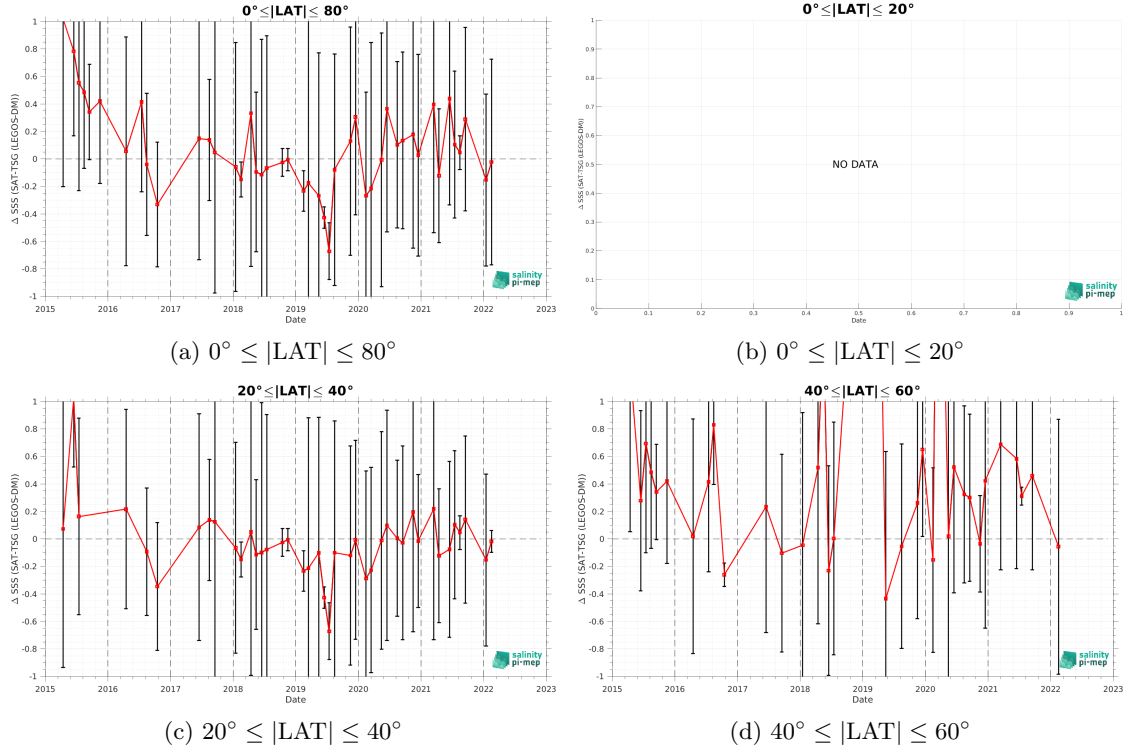 0°≤|LAT|≤ 80°
Δ SSS (SAT-TSG (LEGOS-DM))
1
0.8
0.6
0.4
0.2
0
-0.2
-0.4
-0.6
-0.8
-1
2015 2016 2017 2018 2019 2020 2021 2022 2023
Date
salinity
pi-mep
(a) 0° ≤ |LAT| ≤ 80°
0°≤|LAT|≤ 20°
Δ SSS (SAT-TSG (LEGOS-DM))
1
0.9
0.8
0.7
0.6
0.5
0.4
0.3
0.2
0.1
0
NO DATA
0 0.1 0.2 0.3 0.4 0.5 0.6 0.7 0.8 0.9 1
Date
salinity
pi-mep
(b) 0° ≤ |LAT| ≤ 20°
20°≤|LAT|≤ 40°
Δ SSS (SAT-TSG (LEGOS-DM))
1
0.8
0.6
0.4
0.2
0
-0.2
-0.4
-0.6
-0.8
-1
2015 2016 2017 2018 2019 2020 2021 2022 2023
Date
salinity
pi-mep
(c) 20° ≤ |LAT| ≤ 40°
40°≤|LAT|≤ 60°
Δ SSS (SAT-TSG (LEGOS-DM))
1
0.8
0.6
0.4
0.2
0
-0.2
-0.4
-0.6
-0.8
-1
2015 2016 2017 2018 2019 2020 2021 2022 2023
Date
salinity
pi-mep
(d) 40° ≤ |LAT| ≤ 60°